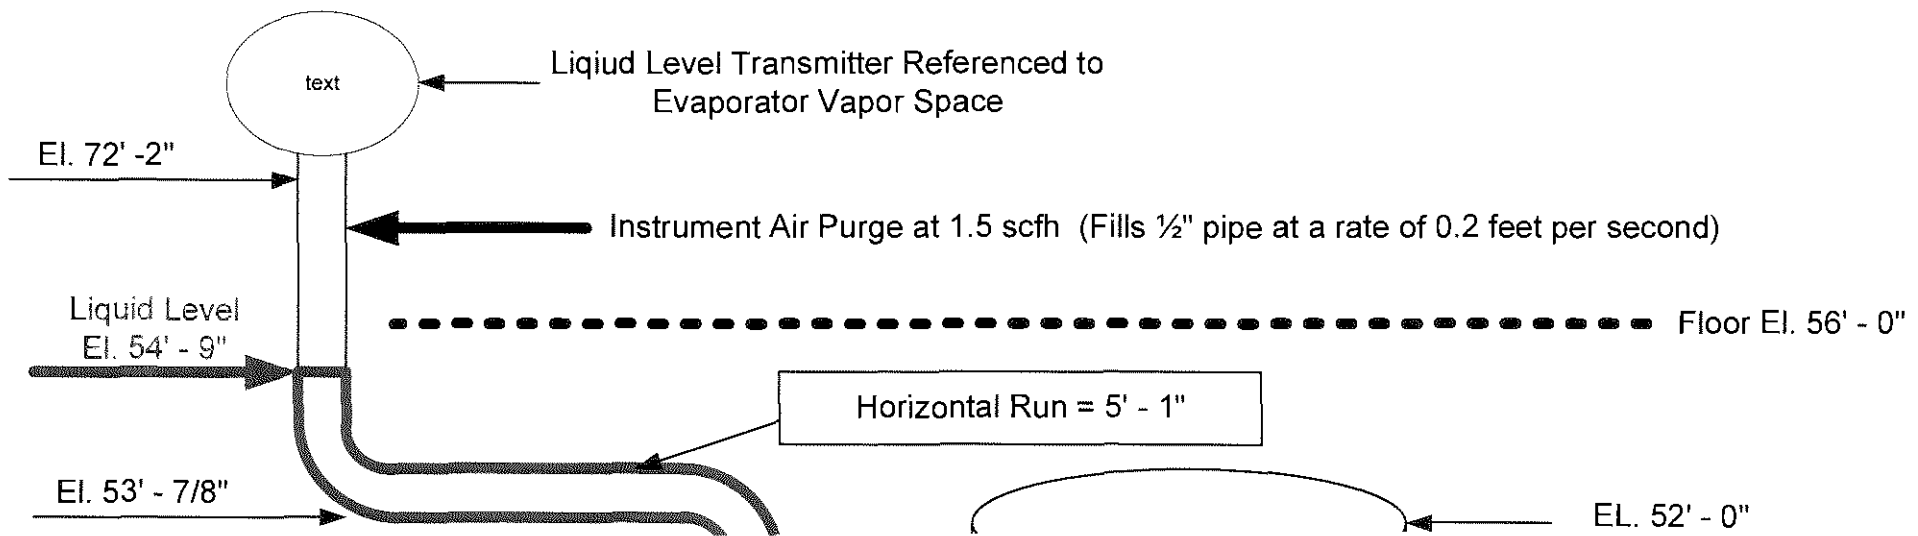 Liqiud Level Transmitter Referenced to
Evaporator Vapor Space
text
El. 72' -2"
Instrument Air Purge at 1.5 scfh (Fills ½" pipe at a rate of 0.2 feet per second)
Liquid Level
El. 54' - 9"
Floor El. 56' - 0"
Horizontal Run = 5' - 1"
El. 53' - 7/8"
EL. 52' - 0"